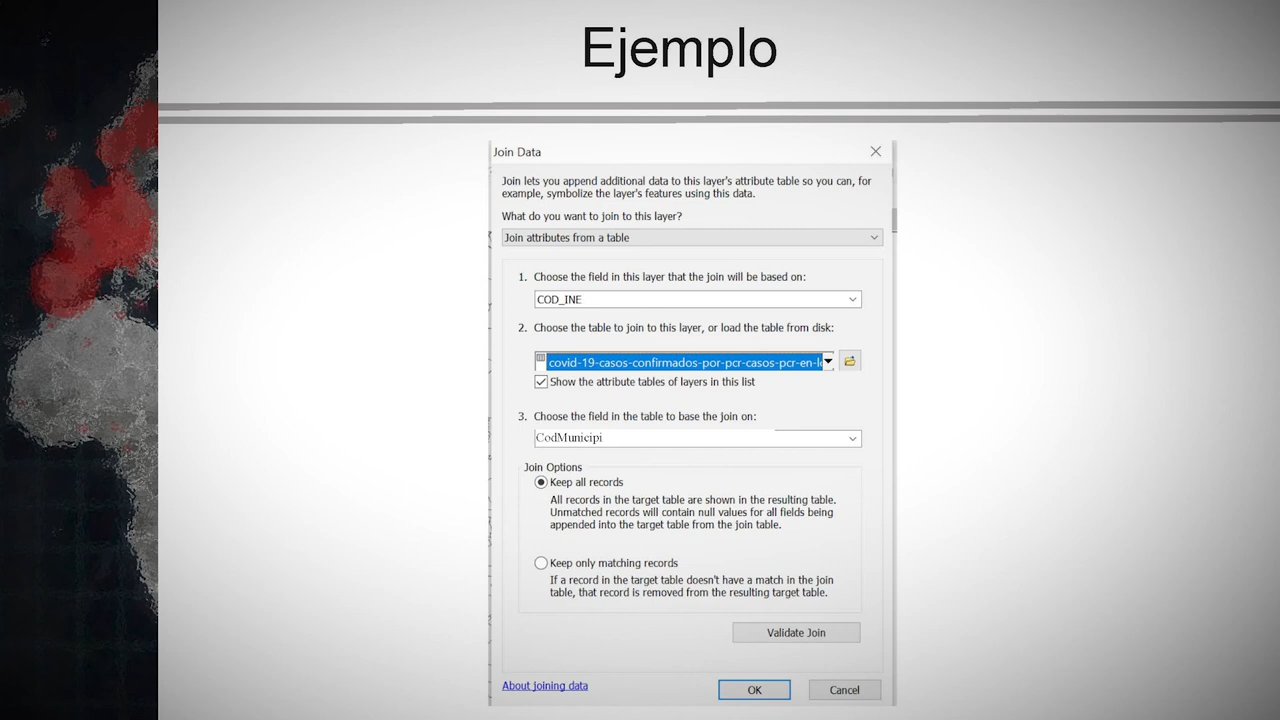 Ejemplo
Join Data
Join lets you append additional data to this layer's attribute table so you can, for
example, symbolize the layer's features using this data.
What do you want to join to this layer?
Join attributes from a table
1. Choose the field in this layer that the join will be based on:
COD_INE
2. Choose the table to join to this layer, or load the table from disk:
covid-19-casos-confirmados-por-pcr-casos-pcr-en-lo
Show the attribute tables of layers in this list
3. Choose the field in the table to base the join on:
CodMunicipi
Join Options
Keep all records
All records in the target table are shown in the resulting table.
Unmatched records will contain null values for all fields being
appended into the target table from the join table.
Keep only matching records
If a record in the target table doesn't have a match in the join
table, that record is removed from the resulting target table.
Validate Join
About joining data
OK
Cancel